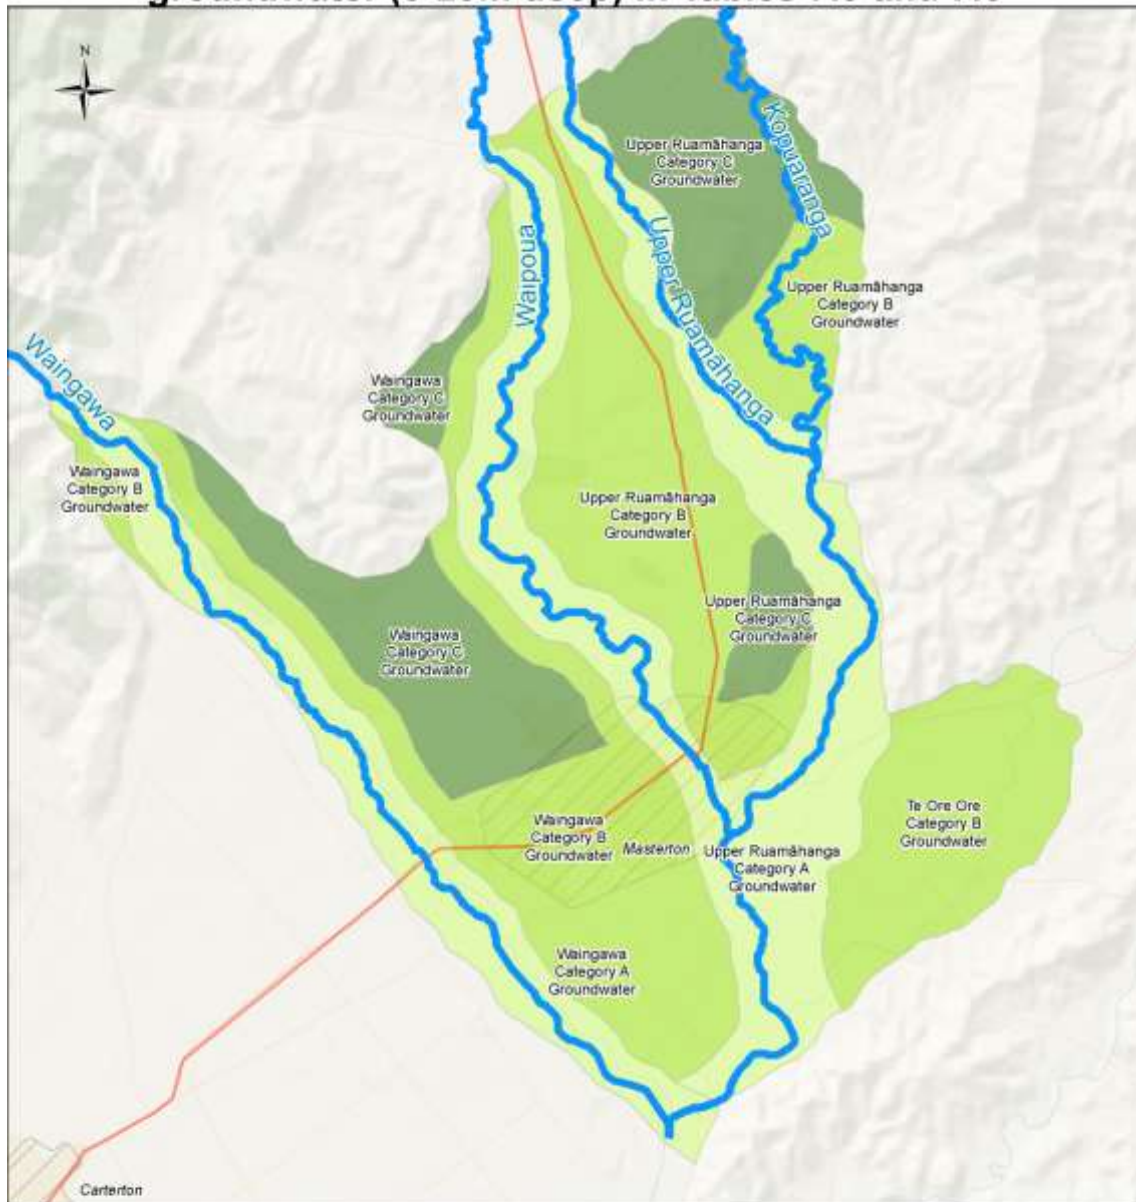 N
Upper Ruamāhanga
Category C
Groundwater
Kopuaranga
Waipoua
Upper Ruamāhanga
Upper Ruamāhanga
Category B
Groundwater
Waingawa
Waingawa
Category C
Groundwater
Waingawa
Category B
Groundwater
Upper Ruamāhanga
Category B
Groundwater
Upper Ruamāhanga
Category C
Groundwater
Waingawa
Category C
Groundwater
Te Ore Ore
Category B
Groundwater
Waingawa
Category B
Groundwater
Masterton
Upper Ruamāhanga
Category A
Groundwater
Waingawa
Category A
Groundwater
Carterton